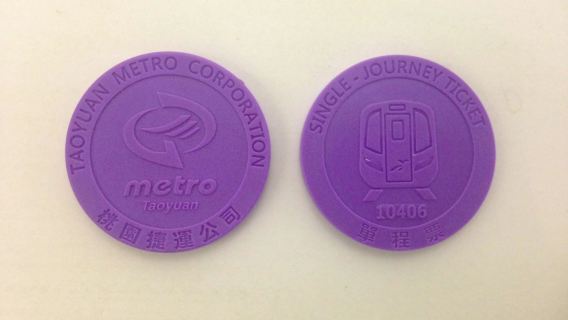 TAOYUAN METRO CORPORATION
metro
Taoyuan
桃園捷運公司
SINGLE - JOURNEY TICKET
10406
單程票